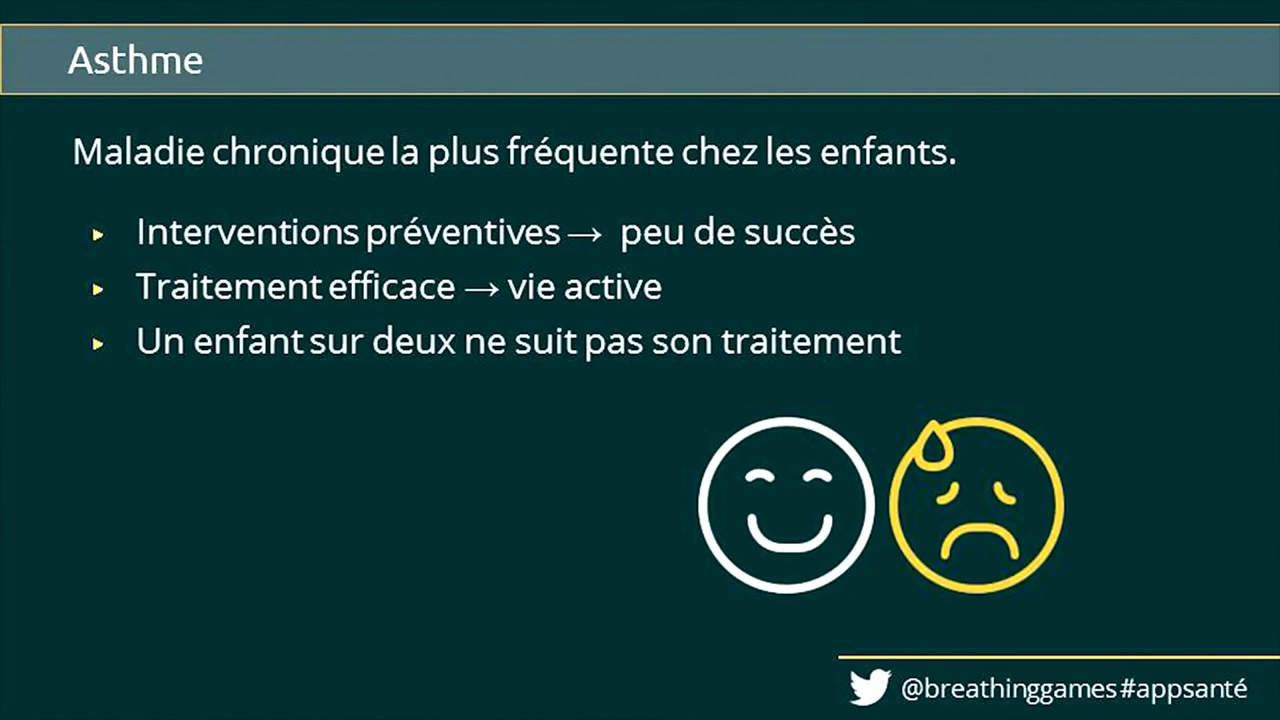 Asthme
Maladie chronique la plus fréquente chez les enfants.
Interventions préventives → peu de succès
Traitement efficace → vie active
Un enfant sur deux ne suit pas son traitement
@breathinggames #appsanté